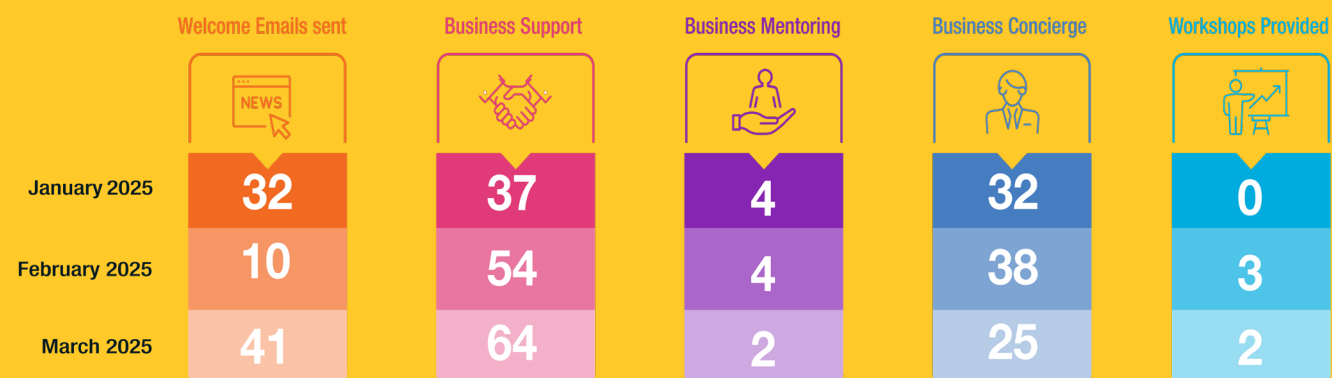 Welcome Emails sent Business Support Business Mentoring Business Concierge Workshops Provided
NEWS
January 2025 32 37 4 32 0
February 2025 10 54 4 38 3
March 2025 41 64 2 25 2